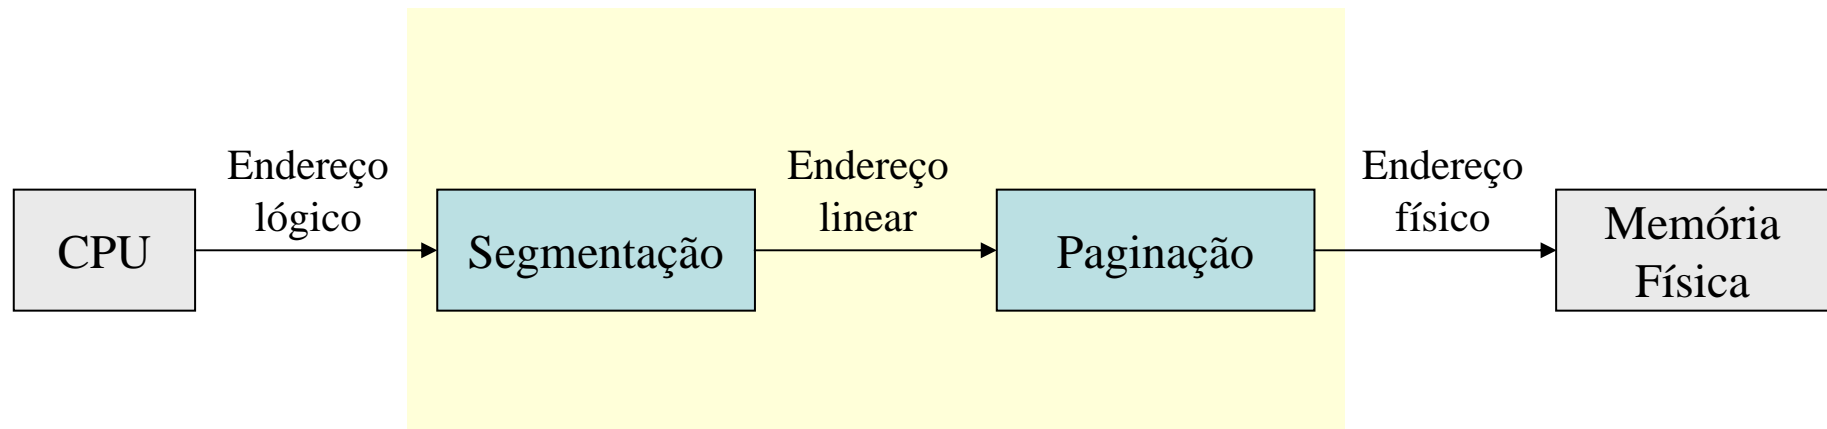 CPU
Endereço
lógico
Segmentação
Endereço
linear
Paginação
Endereço
físico
Memória
Física